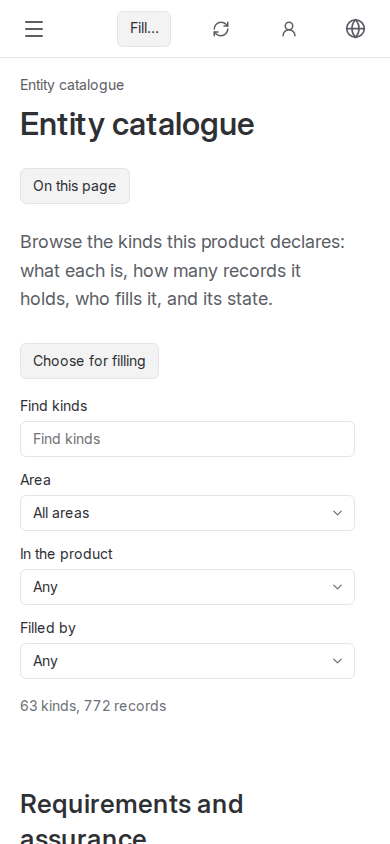 Fill...
Entity catalogue
Entity catalogue
On this page
Browse the kinds this product declares:
what each is, how many records it
holds, who fills it, and its state.
Choose for filling
Find kinds
Find kinds
Area
All areas
In the product
Any
Filled by
Any
63 kinds, 772 records
Requirements and
assurance